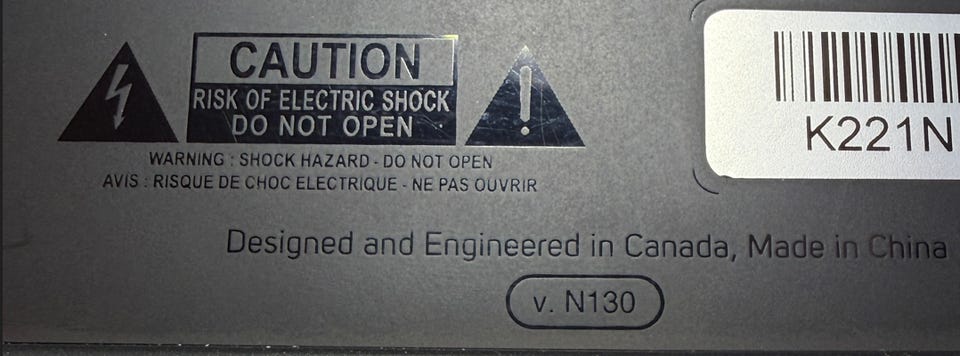 CAUTION
RISK OF ELECTRIC SHOCK
DO NOT OPEN
WARNING : SHOCK HAZARD - DO NOT OPEN
AVIS : RISQUE DE CHOC ELECTRIQUE - NE PAS OUVRIR
K221N
Designed and Engineered in Canada, Made in China
v. N130